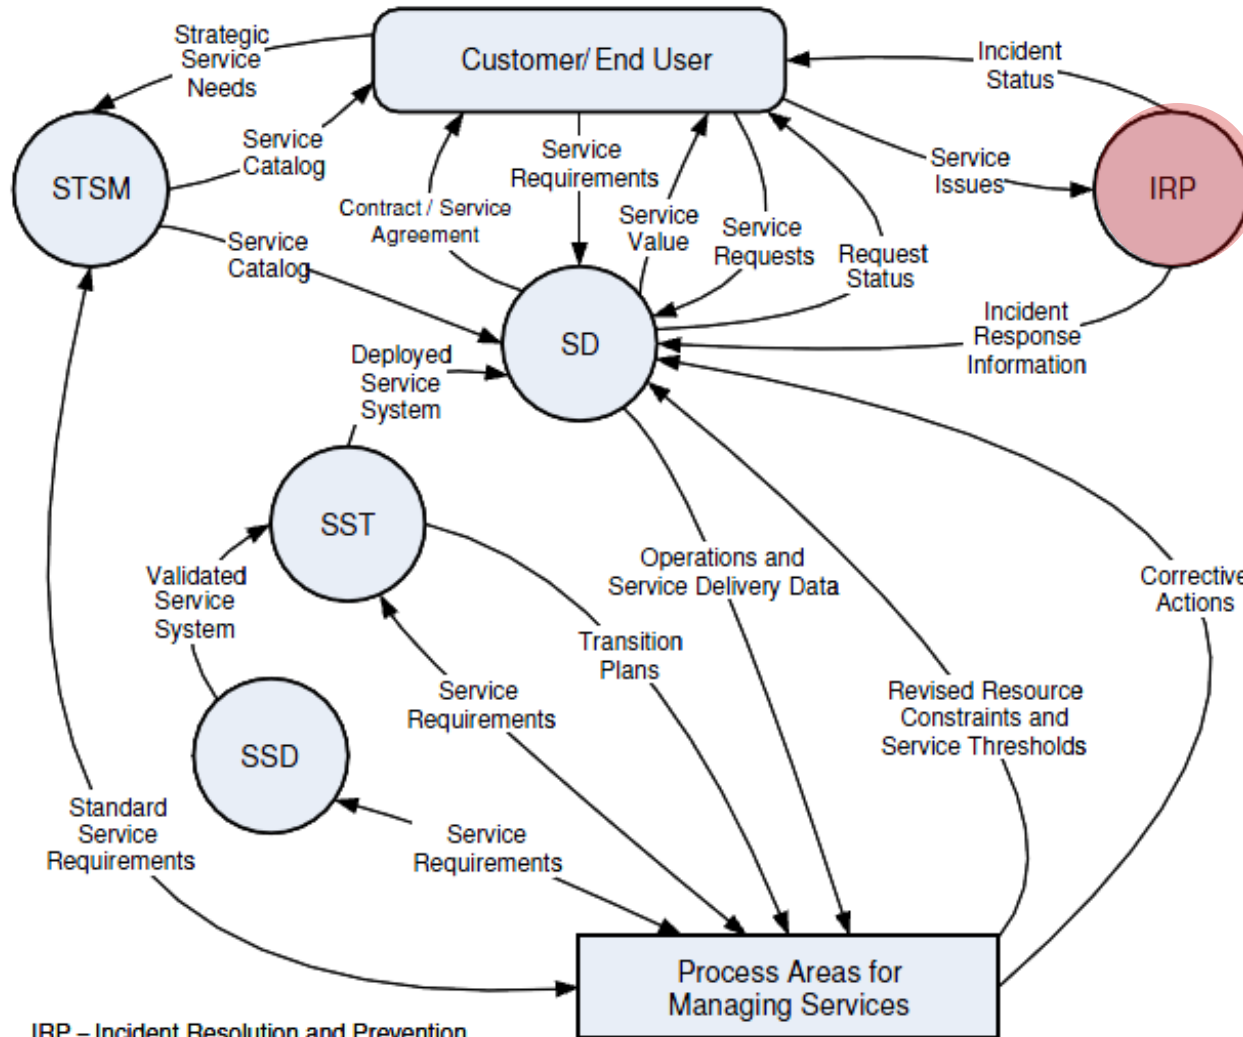 Strategic
Service
Needs
Customer/ End User
Incident
Status
STSM
Service
Catalog
Service
Requirements
Service
Issues
IRP
Contract / Service
Agreement
Service
Value
Service
Requests
Request
Status
Service
Catalog
SD
Incident
Response
Information
Deployed
Service
System
SST
Operations and
Service Delivery Data
Corrective
Actions
Validated
Service
System
Transition
Plans
Service
Requirements
Revised Resource
Constraints and
Service Thresholds
SSD
Standard
Service
Requirements
Service
Requirements
Process Areas for
Managing Services
IRP – Incident Resolution and Prevention